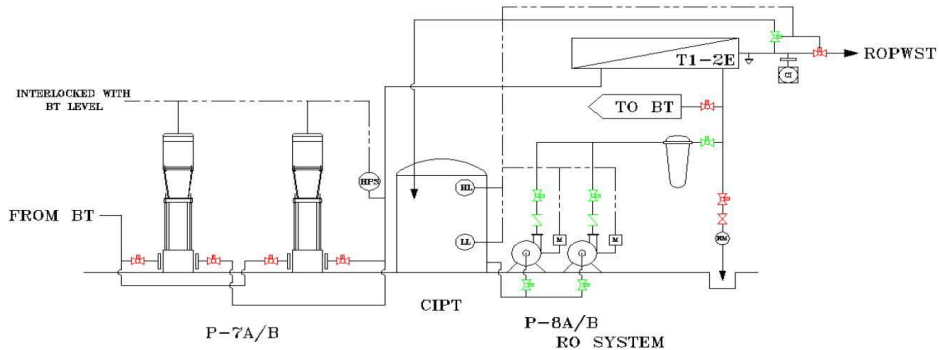 ROPWST
T1-2E
CI
INTERLOCKED WITH
BT LEVEL
TO BT
HPS
HL
FROM BT
LL
M
M
FM
CIPT
P-7A/B
P-8A/B
RO SYSTEM